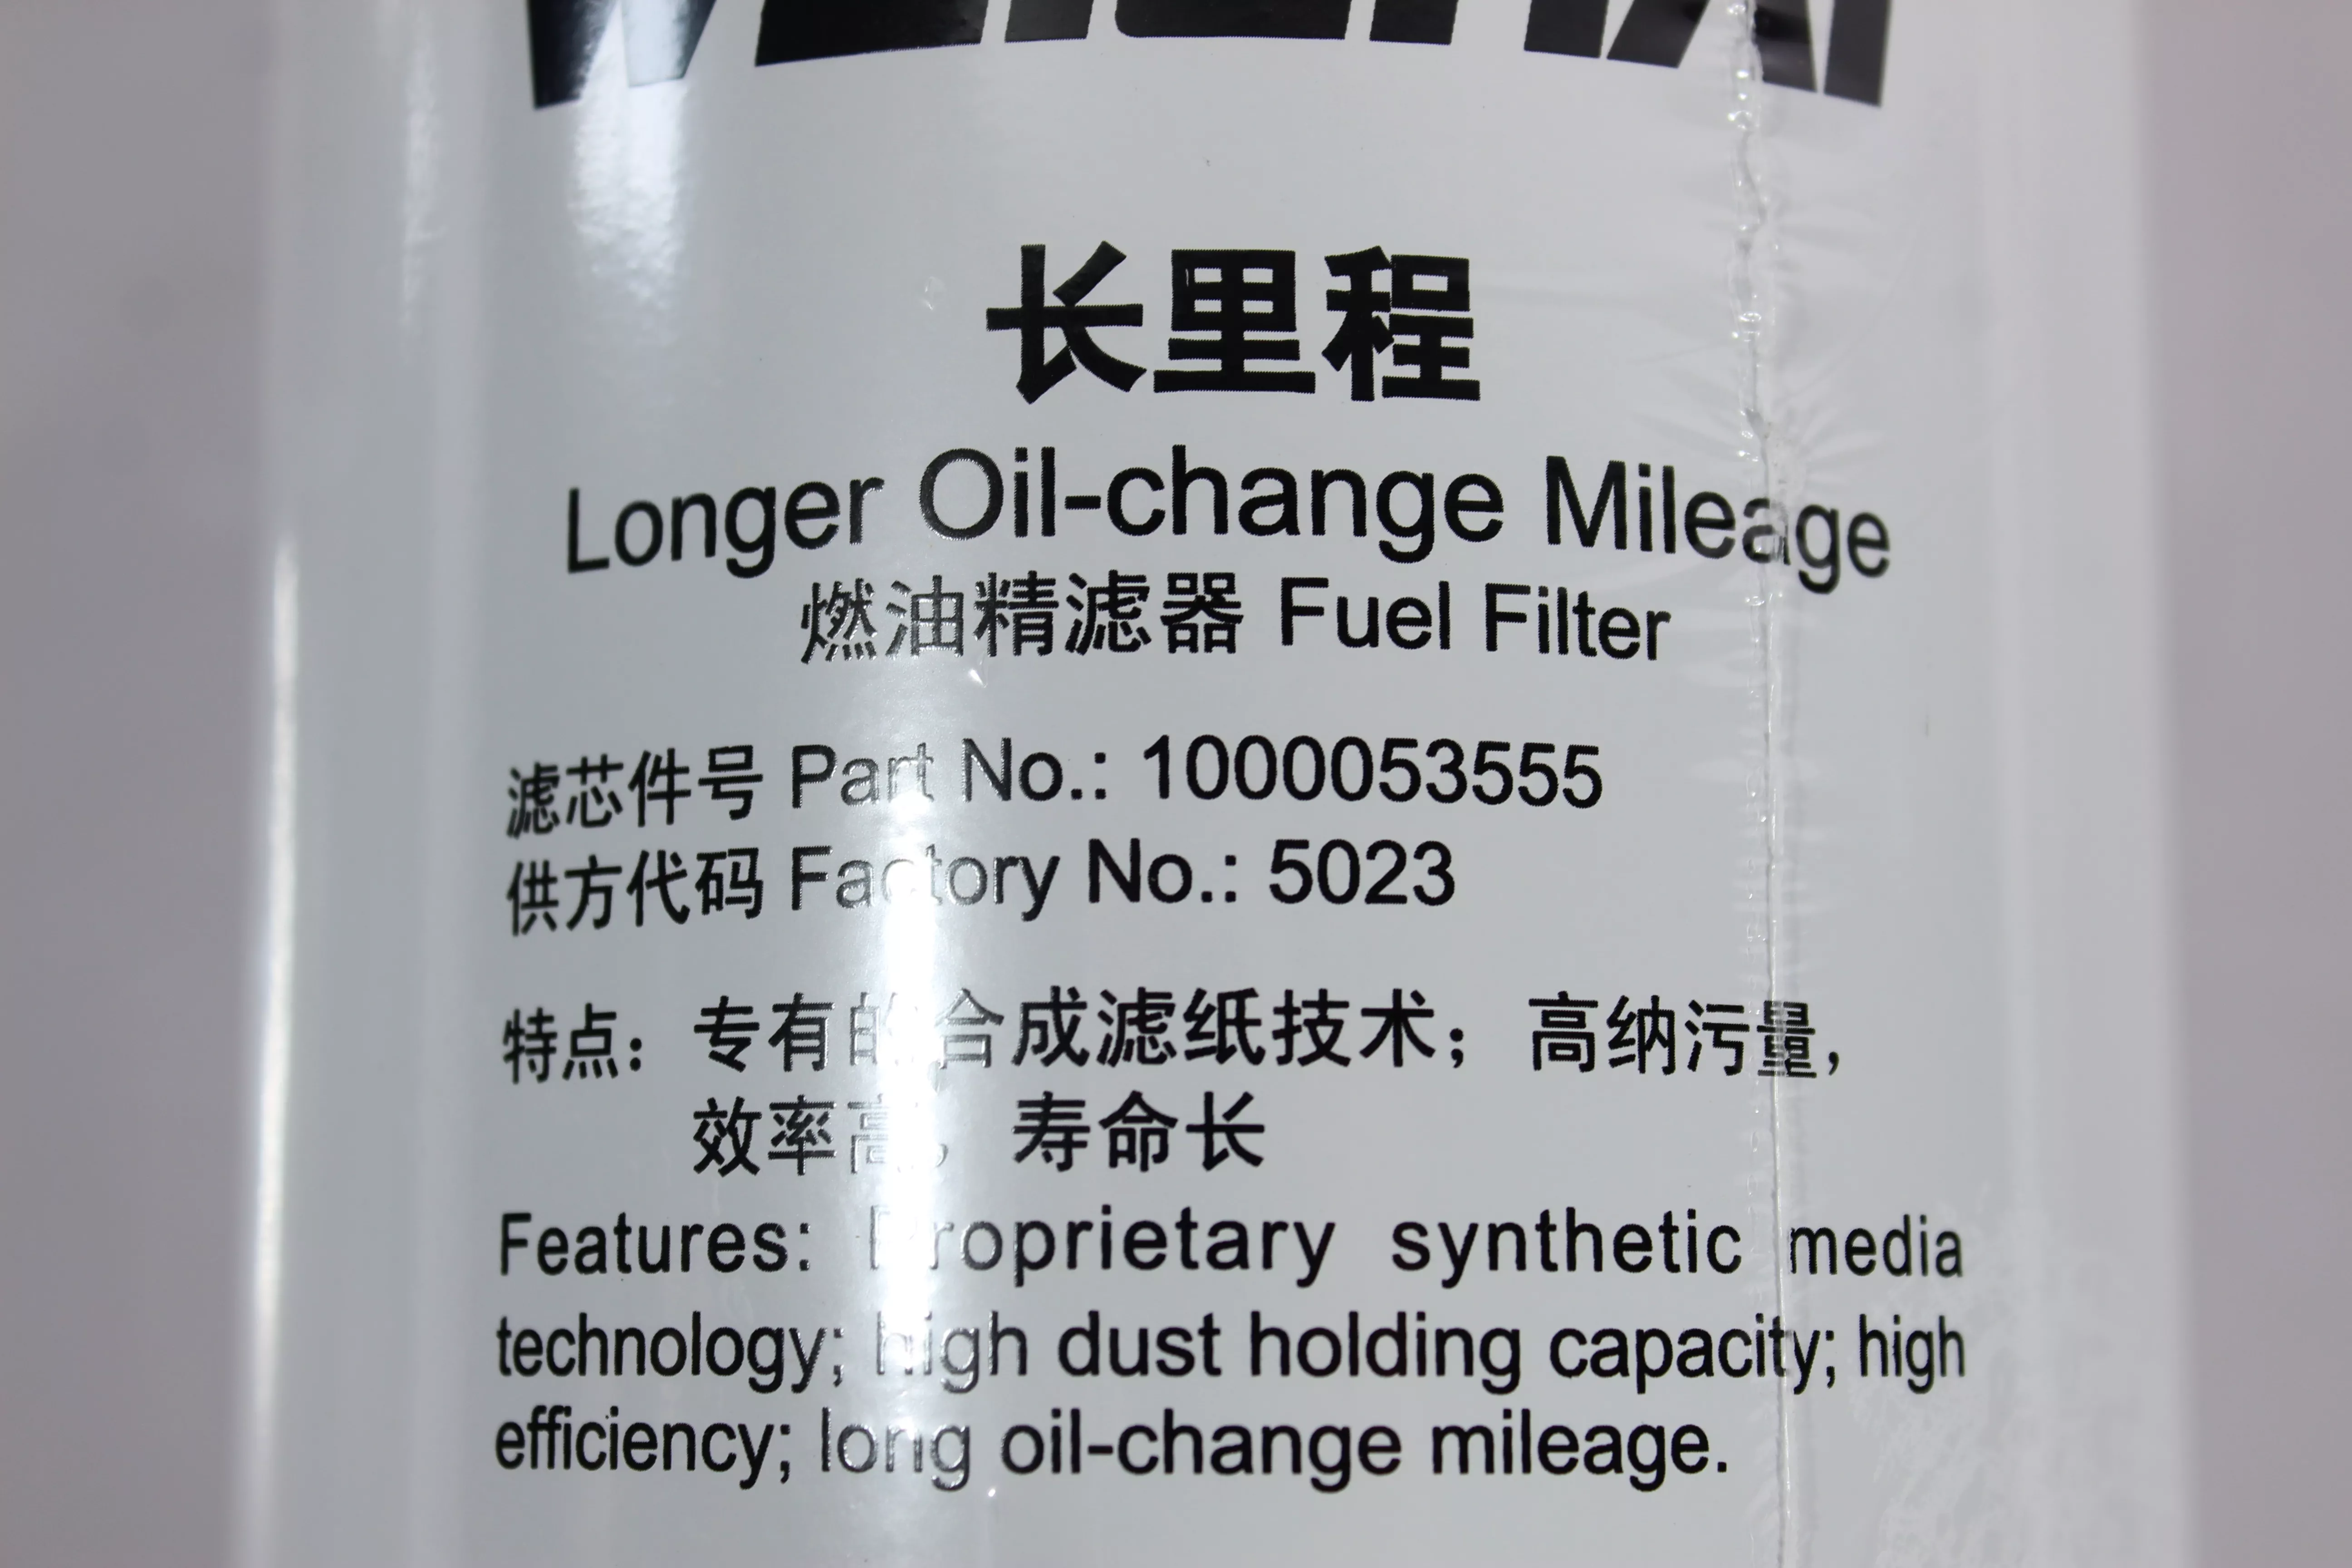 长里程
Longer Oil-change Mileage
燃油精滤器 Fuel Filter
滤芯件号 Part No.: 1000053555
供方代码 Factory No.: 5023
特点：专有的合成滤纸技术；高纳污量，
效率高，寿命长
Features: Proprietary synthetic media
technology; high dust holding capacity; high
efficiency; long oil-change mileage.